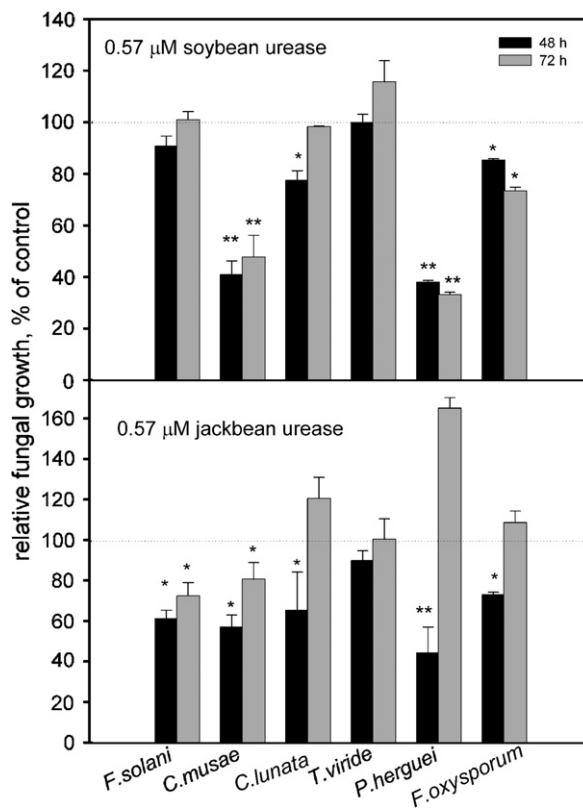 relative fungal growth, % of control
140
120
100
80
60
40
20
0
0.57 µM soybean urease
48 h
72 h
**
**
*
**
**
*
*
160
140
120
100
80
60
40
20
0
0.57 µM jackbean urease
*
*
*
*
*
**
*
F.solani
C.musae
C.lunata
T.viride
P.herguei
F.oxysporum